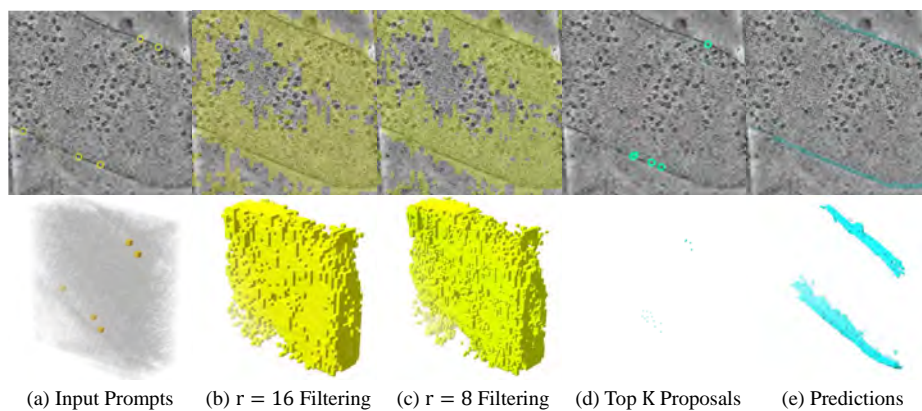 (a) Input Prompts (b) r = 16 Filtering (c) r = 8 Filtering (d) Top K Proposals (e) Predictions